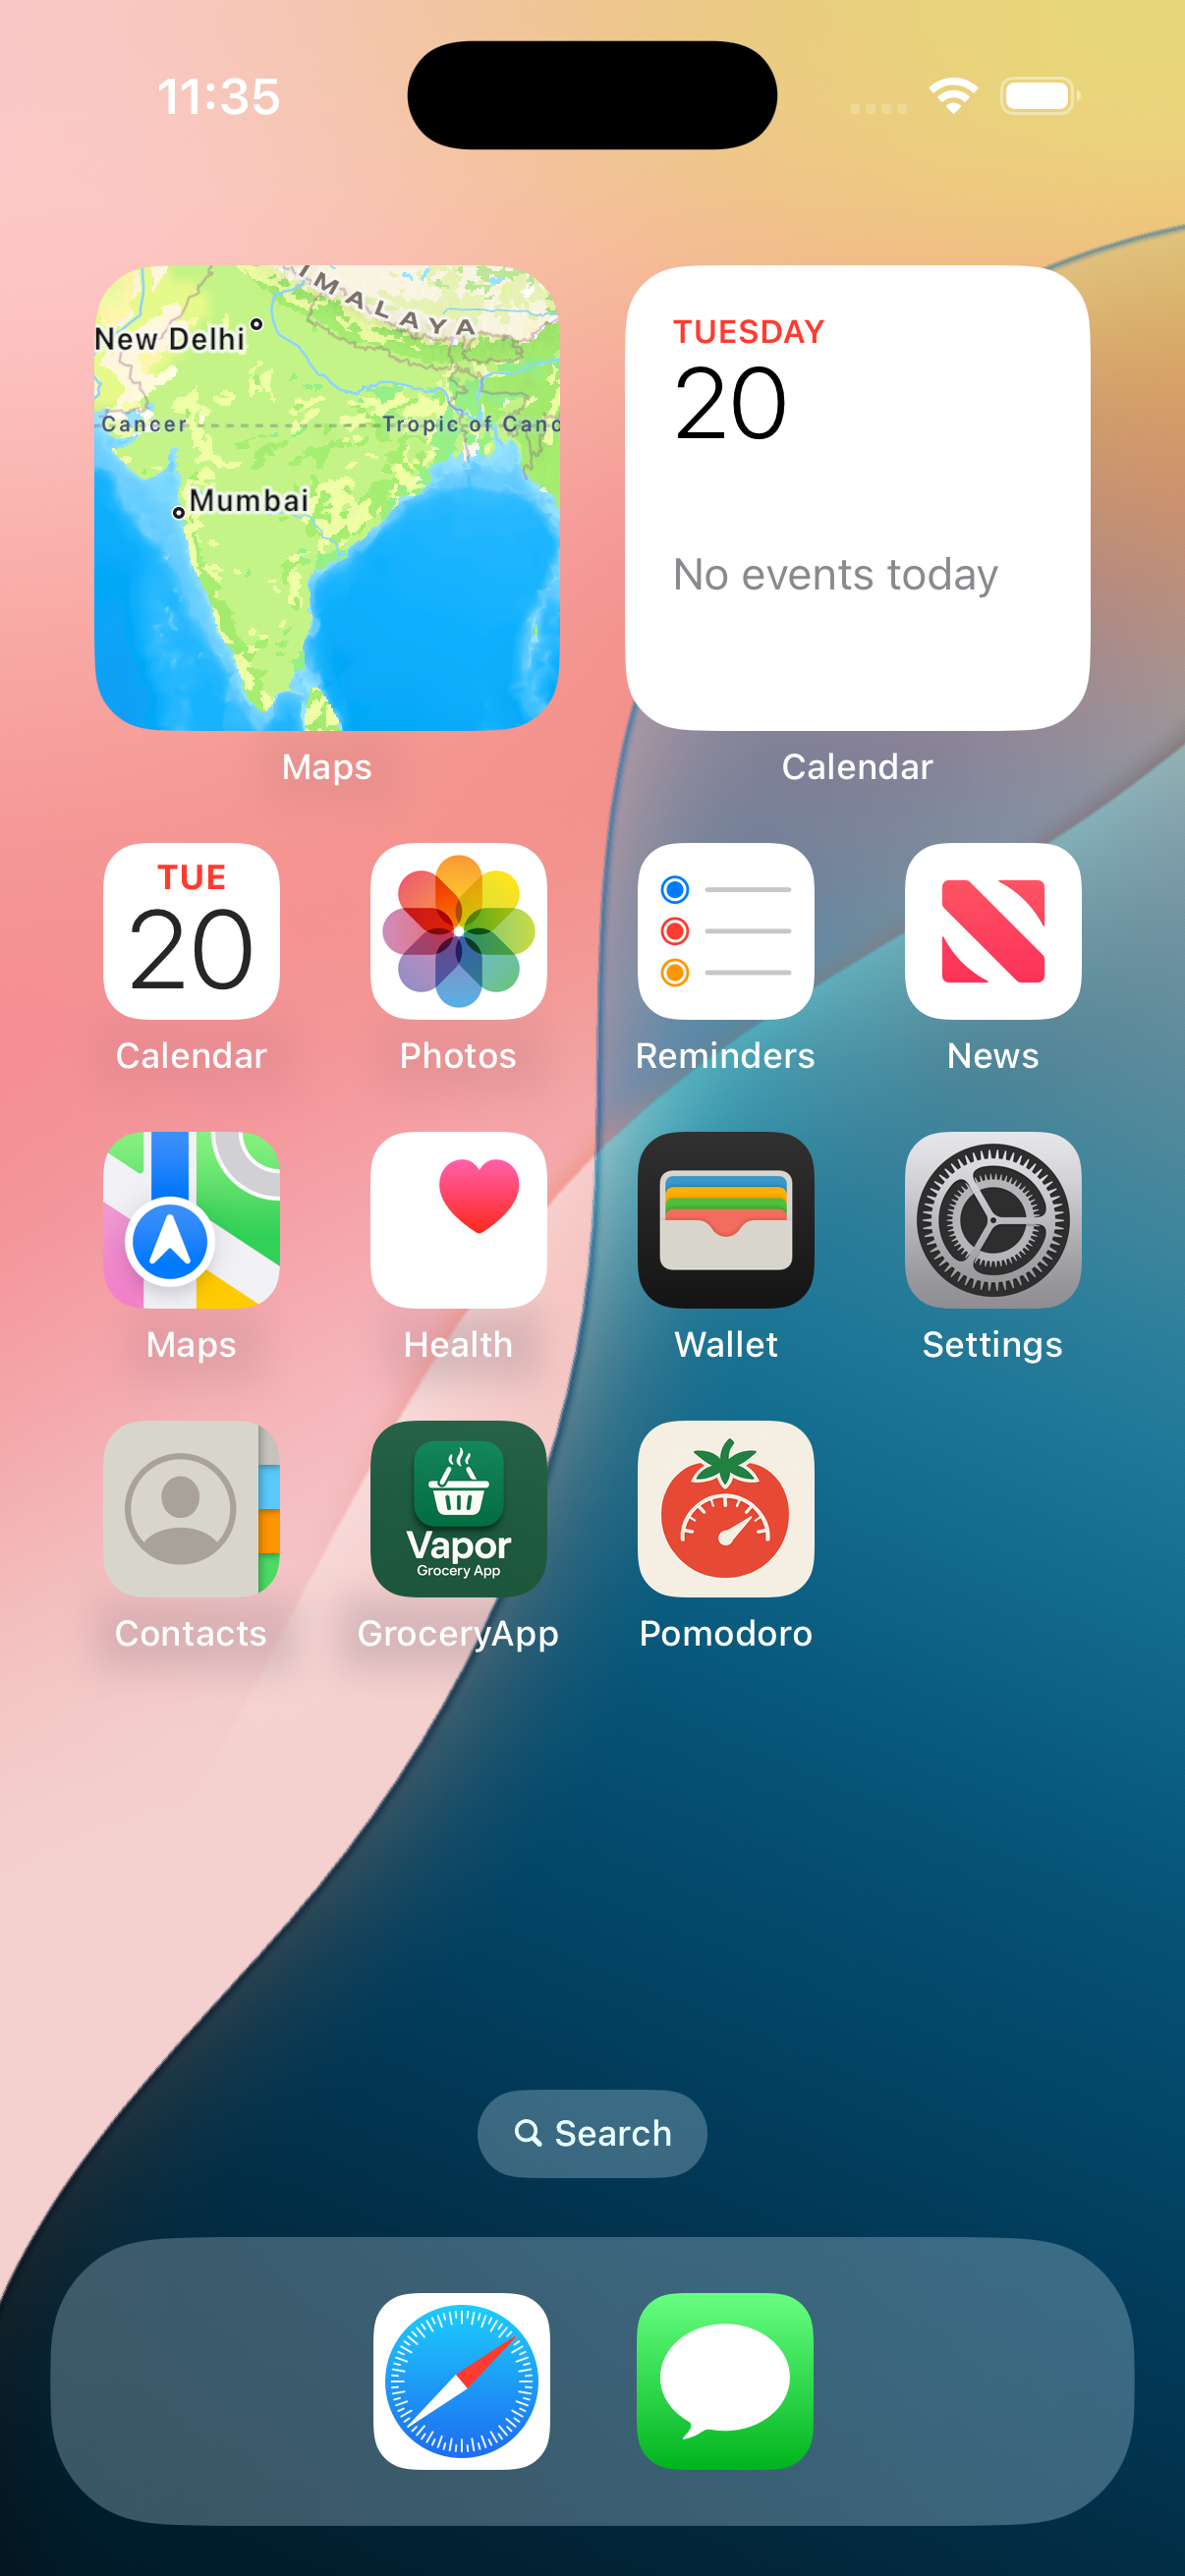 11:35
IMALAYA
New Delhi
Cancer
Tropic of Canc
Mumbai
Maps
TUESDAY
20
No events today
Calendar
TUE
20
Calendar
Photos
Reminders
News
Maps
Health
Wallet
Settings
Vapor
Grocery App
Contacts
GroceryApp
Pomodoro
Search